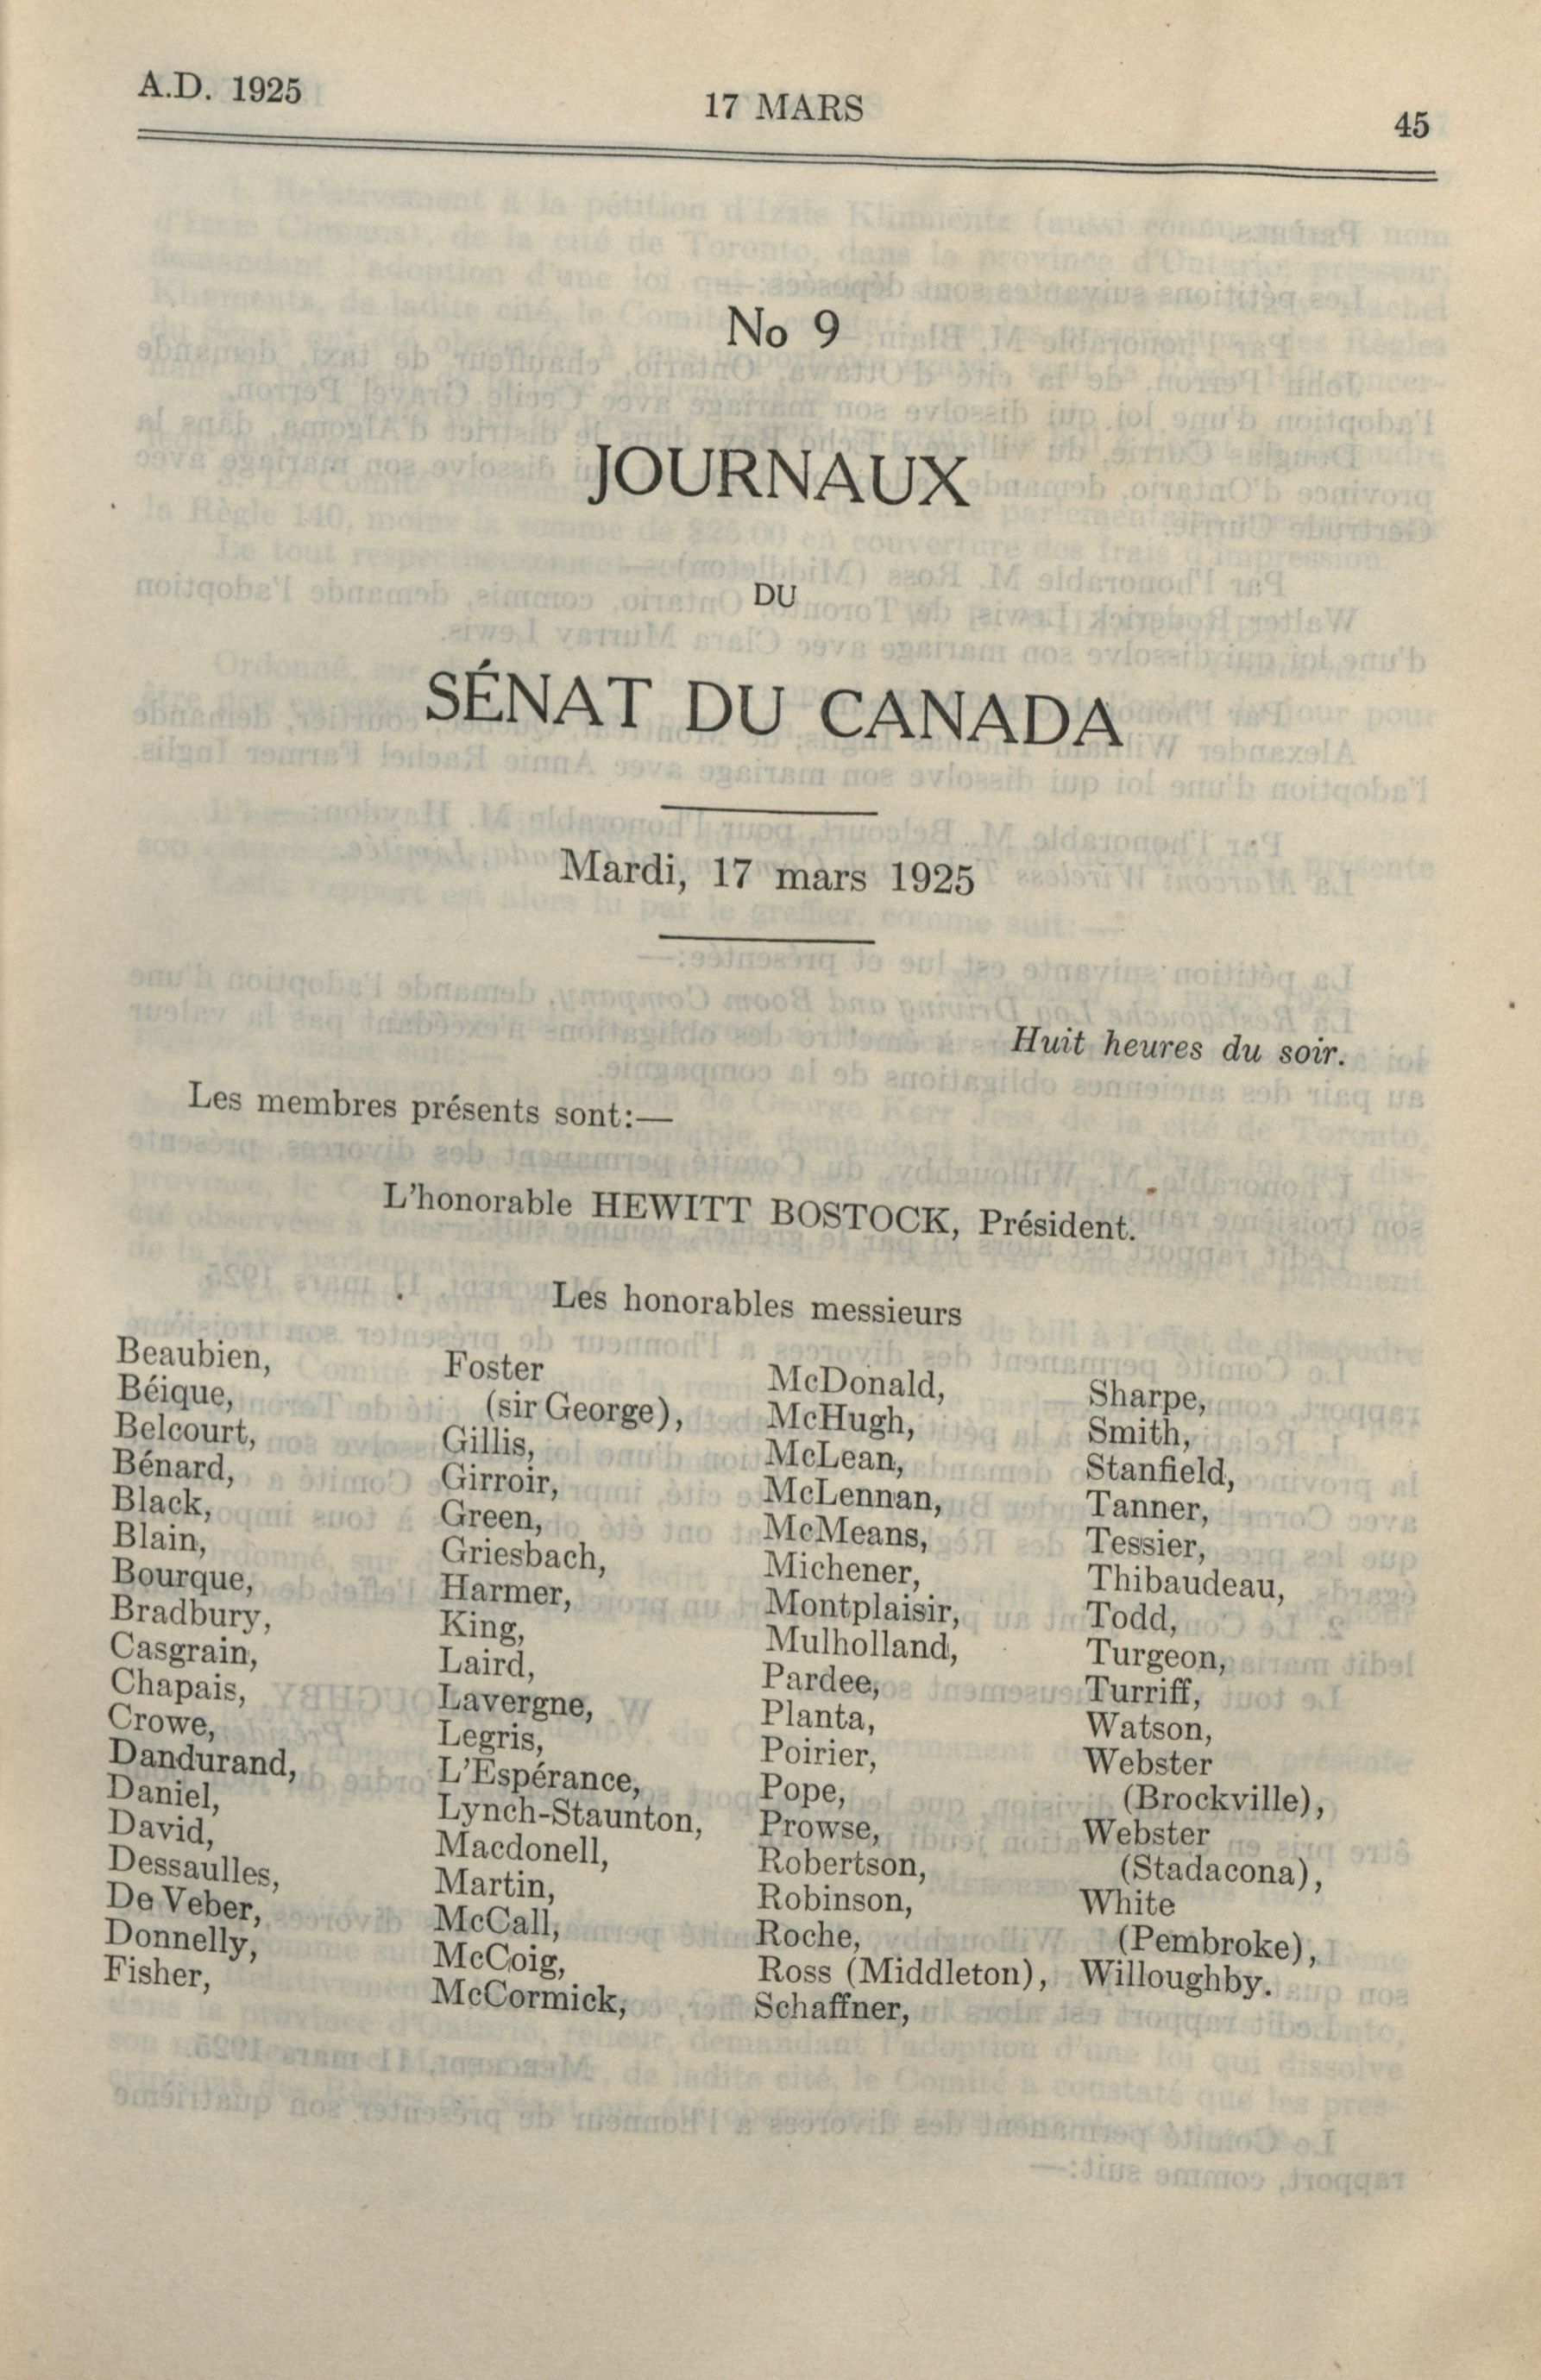 A.D. 1925
17 MARS
45
No 9
JOURNAUX
DU
SÉNAT DU CANADA
Mardi, 17 mars 1925
Huit heures du soir.
Les membres présents sont:—
L'honorable HEWITT BOSTOCK, Président.
Les honorables messieurs
Beaubien,
Béique,
Belcourt,
Bénard,
Black,
Blain,
Bourque,
Bradbury,
Casgrain,
Chapais,
Crowe,
Dandurand,
Daniel,
David,
Dessaulles,
De Veber,
Donnelly,
Fisher,
Foster
(sir George),
Gillis,
Girroir,
Green,
Griesbach,
Harmer,
King,
Laird,
Lavergne,
Legris,
L'Espérance,
Lynch-Staunton,
Macdonell,
Martin,
McCall,
McCoig,
McCormick,
McDonald,
McHugh,
McLean,
McLennan,
McMeans,
Michener,
Montplaisir,
Mulholland,
Pardee,
Planta,
Poirier,
Pope,
Prowse,
Robertson,
Robinson,
Roche,
Ross (Middleton),
Schaffner,
Sharpe,
Smith,
Stanfield,
Tanner,
Tessier,
Thibaudeau,
Todd,
Turgeon,
Turriff,
Watson,
Webster
(Brockville),
Webster
(Stadacona),
White
(Pembroke),
Willoughby.